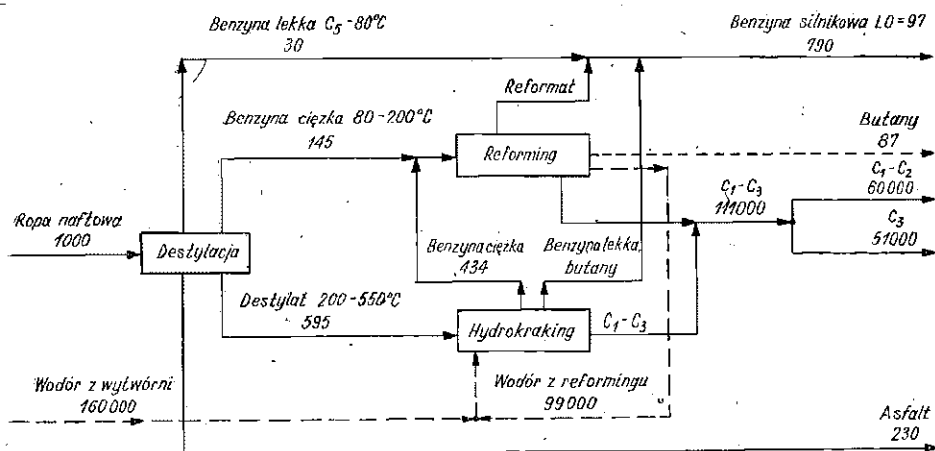 Benzyna lekka C₅-80°C
30
Benzyna silnikowa LO=97
790
Reformat
Benzyna ciężka 80-200°C
145
Reforming
Butany
87
C₁-C₂
60000
C₁-C₃
111000
C₃
51000
Ropa naftowa
1000
Destylacja
Benzyna ciężka
434
Benzyna lekka,
butany
Destylat 200-550°C
595
Hydrokraking
C₁-C₃
Wodór z wytwórni
160000
Wodór z reformingu
99000
Asfalt
230